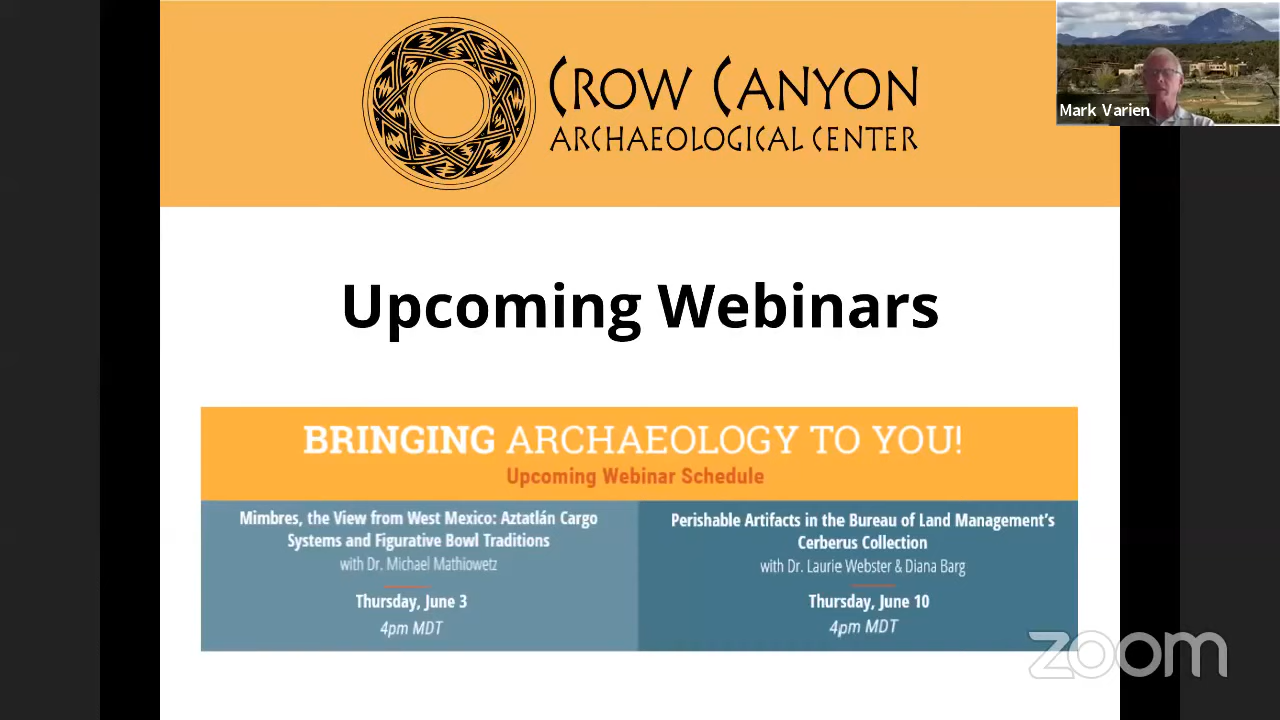 CROW CANYON
ARCHAEOLOGICAL CENTER
Mark Varien
Upcoming Webinars
BRINGING ARCHAEOLOGY TO YOU!
Upcoming Webinar Schedule
Mimbres, the View from West Mexico: Aztatlán Cargo
Systems and Figurative Bowl Traditions
with Dr. Michael Mathiowetz
Thursday, June 3
4pm MDT
Perishable Artifacts in the Bureau of Land Management's
Cerberus Collection
with Dr. Laurie Webster & Diana Barg
Thursday, June 10
4pm MDT
zoom